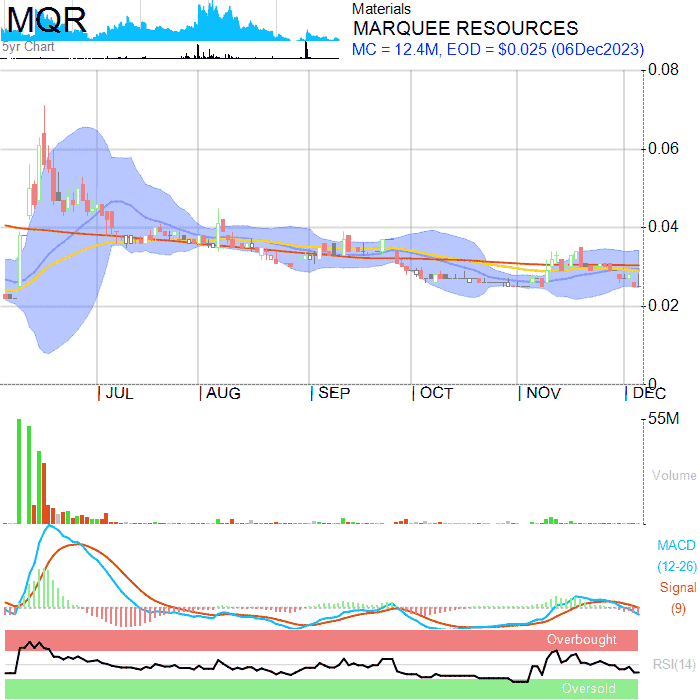 MQR
5yr Chart
Materials
MARQUEE RESOURCES
MC = 12.4M, EOD = $0.025 (06Dec2023)
0.08
0.06
0.04
0.02
0
JUL AUG SEP OCT NOV DEC
55M
Volume
MACD
(12-26)
Signal
(9)
Overbought
RSI(14)
Oversold